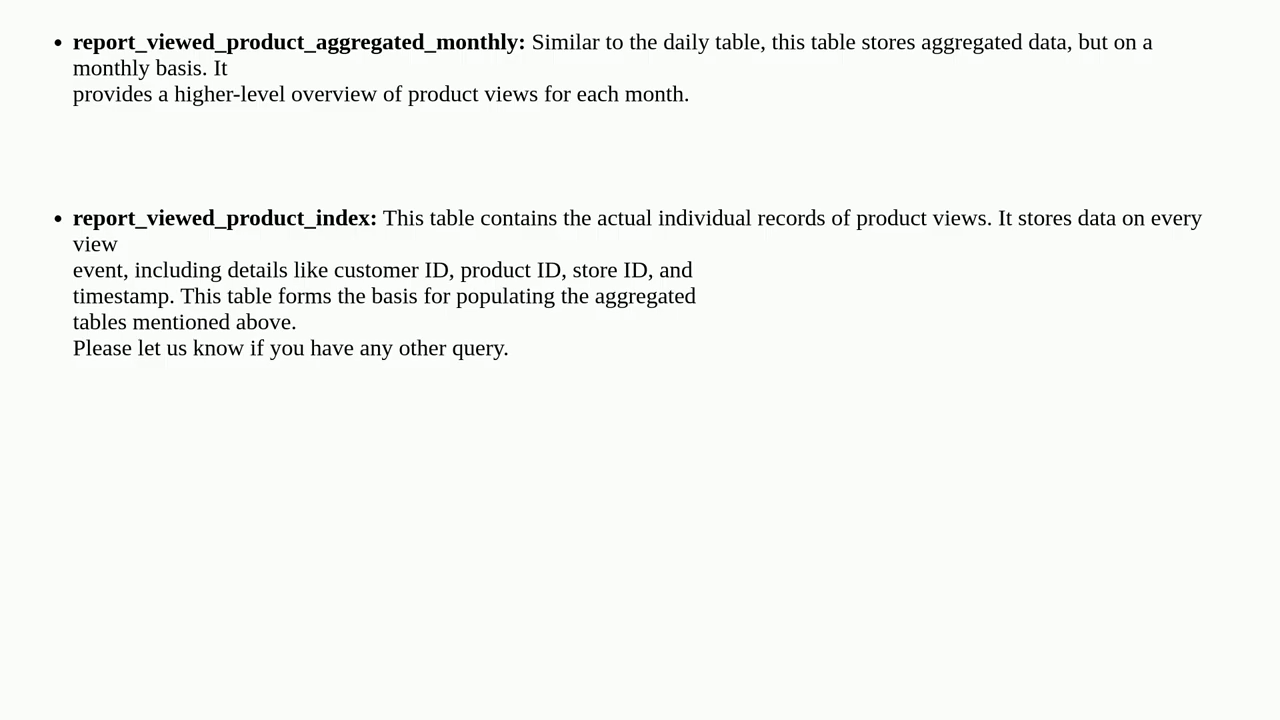 • report_viewed_product_aggregated_monthly: Similar to the daily table, this table stores aggregated data, but on a
monthly basis. It
provides a higher-level overview of product views for each month.
• report_viewed_product_index: This table contains the actual individual records of product views. It stores data on every
view
event, including details like customer ID, product ID, store ID, and
timestamp. This table forms the basis for populating the aggregated
tables mentioned above.
Please let us know if you have any other query.